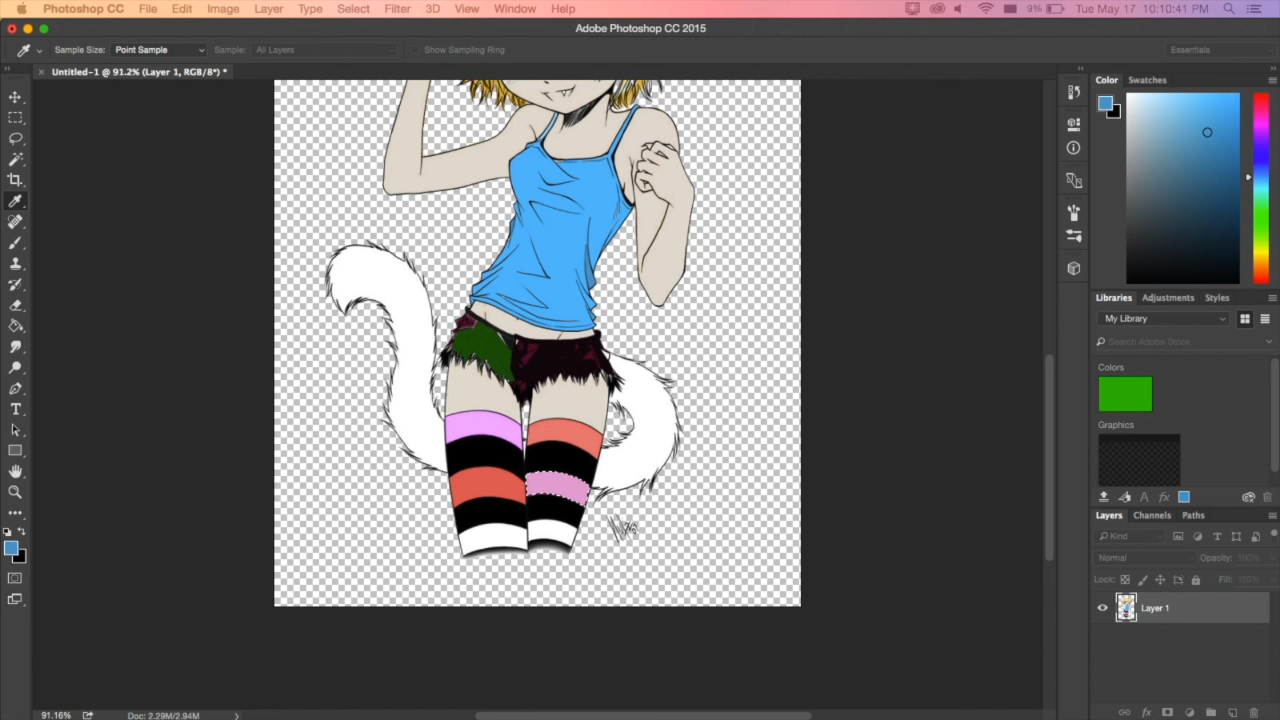 Photoshop CC File Edit Image Layer Type Select Filter 3D View Window Help 9% Tue May 17 10:10:41 PM
Adobe Photoshop CC 2015
Sample Size: Point Sample Sample: All Layers Show Sampling Ring Essentials
Untitled-1 @ 91.2% (Layer 1, RGB/8*) *
Color Swatches
Libraries Adjustments Styles
My Library
Search Adobe Stock
Colors
Graphics
Layers Channels Paths
Kind
Normal Opacity: 100%
Lock: Fill: 100%
Layer 1
91.16% Doc: 2.29M/2.94M